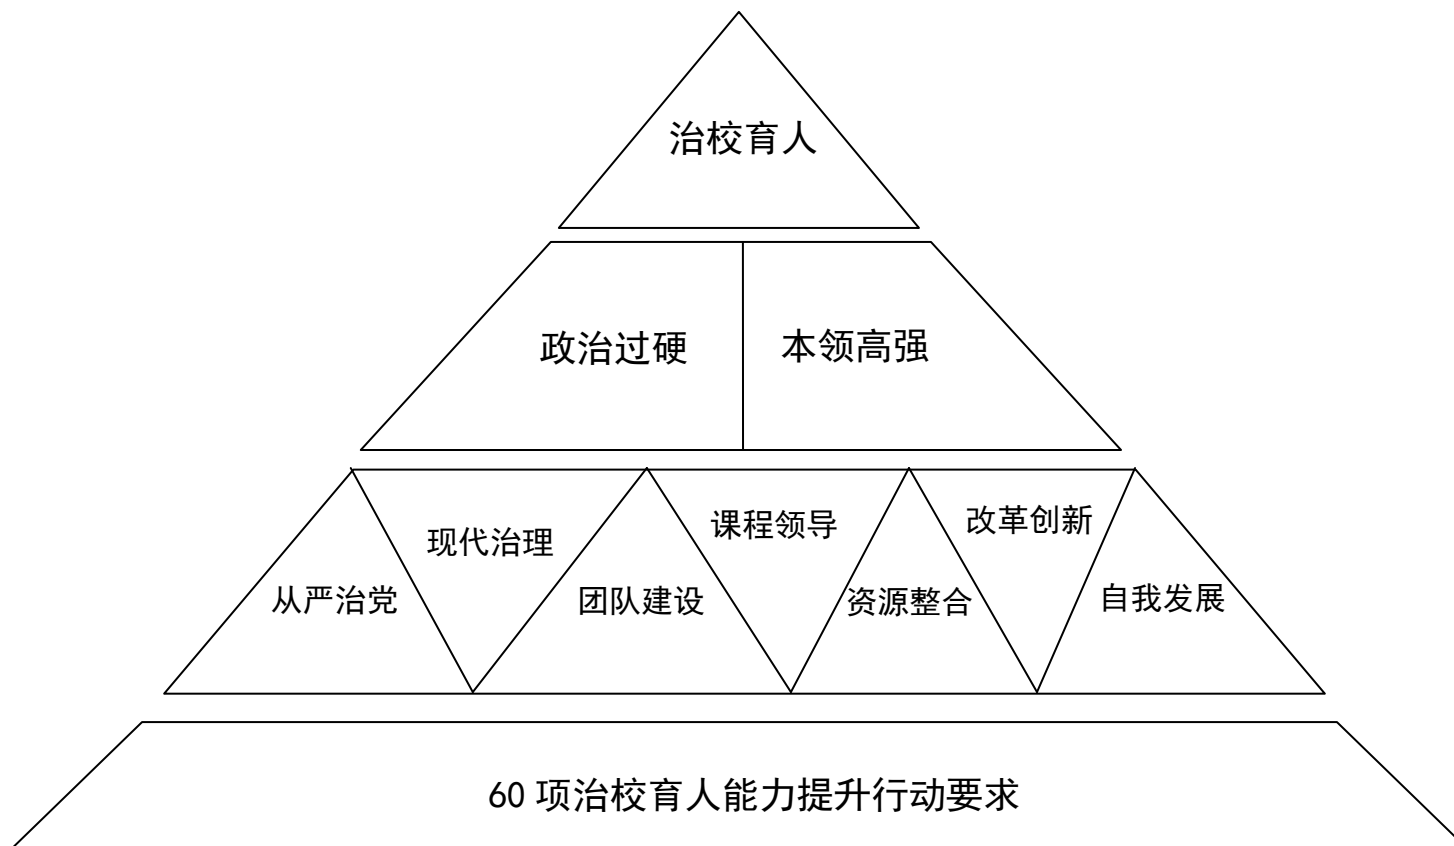 治校育人
政治过硬
本领高强
从严治党
现代治理
团队建设
课程领导
资源整合
改革创新
自我发展
60 项治校育人能力提升行动要求